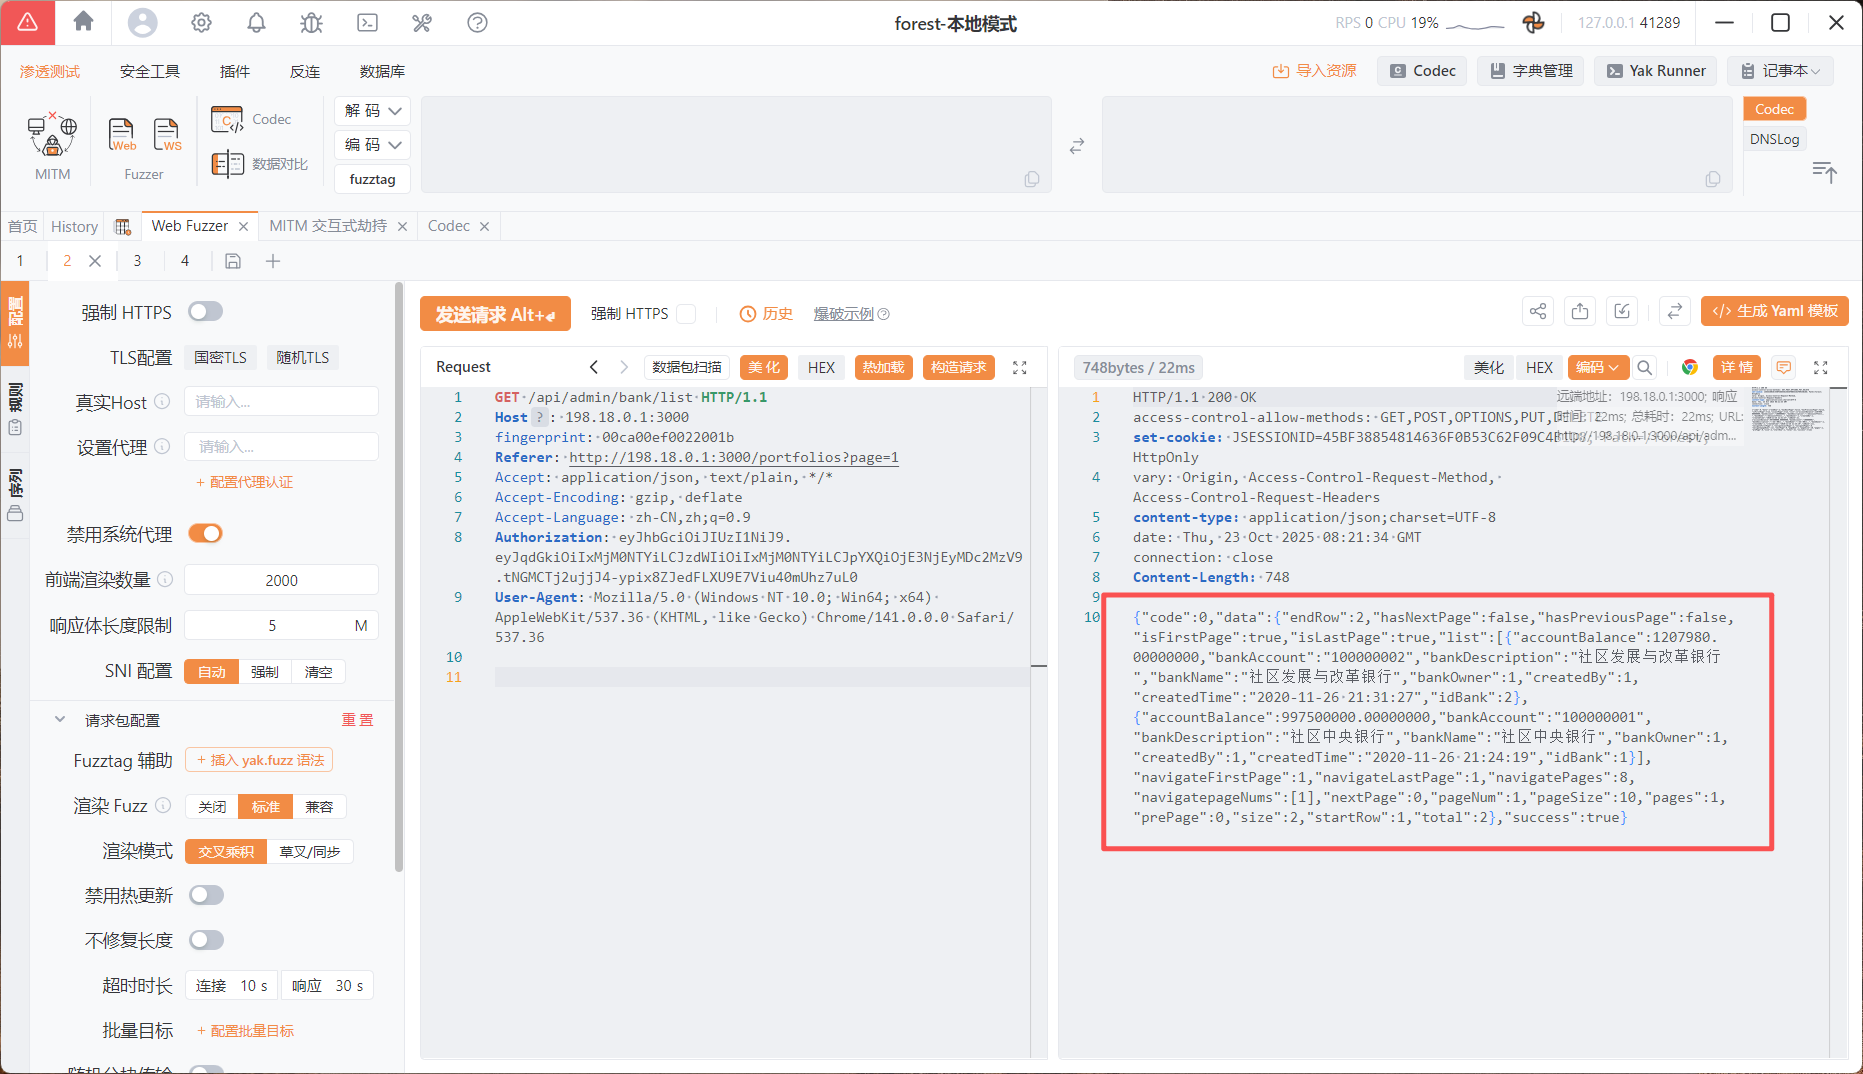 forest-本地模式
RPS 0 CPU 19%
127.0.0.1 41289
渗透测试 安全工具 插件 反连 数据库
导入资源 Codec 字典管理 Yak Runner 记事本
MITM
Web WS
Fuzzer
Codec
数据对比
解 码
编 码
fuzztag
Codec
DNSLog
首页 History Web Fuzzer MITM 交互式劫持 Codec
1 2 3 4
配置
规则
序列
强制 HTTPS
TLS配置 国密TLS 随机TLS
真实Host 请输入...
设置代理 请输入...
+ 配置代理认证
禁用系统代理
前端渲染数量 2000
响应体长度限制 5 M
SNI 配置 自动 强制 清空
请求包配置 重 置
Fuzztag 辅助 + 插入 yak.fuzz 语法
渲染 Fuzz 关闭 标准 兼容
渲染模式 交叉乘积 草叉/同步
禁用热更新
不修复长度
超时时长 连接 10 s 响应 30 s
批量目标 + 配置批量目标
随机分块传输
发送请求 Alt+ 强制 HTTPS 历史 爆破示例
生成 Yaml 模板
Request 数据包扫描 美 化 HEX 热加载 构造请求
1 GET /api/admin/bank/list HTTP/1.1
2 Host ? : 198.18.0.1:3000
3 fingerprint: 00ca00ef0022001b
4 Referer: http://198.18.0.1:3000/portfolios?page=1
5 Accept: application/json, text/plain, */*
6 Accept-Encoding: gzip, deflate
7 Accept-Language: zh-CN,zh;q=0.9
8 Authorization: eyJhbGciOiJIUzI1NiJ9.
eyJqdGkiOiIxMjM0NTYiLCJzdWIiOiIxMjM0NTYiLCJpYXQiOjE3NjEyMDc2MzV9
.tNGMCTj2ujjJ4-ypix8ZJedFLXU9E7Viu40mUhz7uL0
9 User-Agent: Mozilla/5.0 (Windows NT 10.0; Win64; x64)
AppleWebKit/537.36 (KHTML, like Gecko) Chrome/141.0.0.0 Safari/
537.36
10
11
748bytes / 22ms 美化 HEX 编码 详 情
远端地址: 198.18.0.1:3000; 响应
时间: 22ms; 总耗时: 22ms; URL:
http://198.18.0.1:3000/api/adm...
1 HTTP/1.1 200 OK
2 access-control-allow-methods: GET,POST,OPTIONS,PUT,DELETE
3 set-cookie: JSESSIONID=45BF38854814636F0B53C62F09C4E
HttpOnly
4 vary: Origin, Access-Control-Request-Method,
Access-Control-Request-Headers
5 content-type: application/json;charset=UTF-8
6 date: Thu, 23 Oct 2025 08:21:34 GMT
7 connection: close
8 Content-Length: 748
9
10 {"code":0,"data":{"endRow":2,"hasNextPage":false,"hasPreviousPage":false,
"isFirstPage":true,"isLastPage":true,"list":[{"accountBalance":1207980.
00000000,"bankAccount":"100000002","bankDescription":"社区发展与改革银行
","bankName":"社区发展与改革银行","bankOwner":1,"createdBy":1,
"createdTime":"2020-11-26 21:31:27","idBank":2},
{"accountBalance":997500000.00000000,"bankAccount":"100000001",
"bankDescription":"社区中央银行","bankName":"社区中央银行","bankOwner":1,
"createdBy":1,"createdTime":"2020-11-26 21:24:19","idBank":1}],
"navigateFirstPage":1,"navigateLastPage":1,"navigatePages":8,
"navigatepageNums":[1],"nextPage":0,"pageNum":1,"pageSize":10,"pages":1,
"prePage":0,"size":2,"startRow":1,"total":2},"success":true}